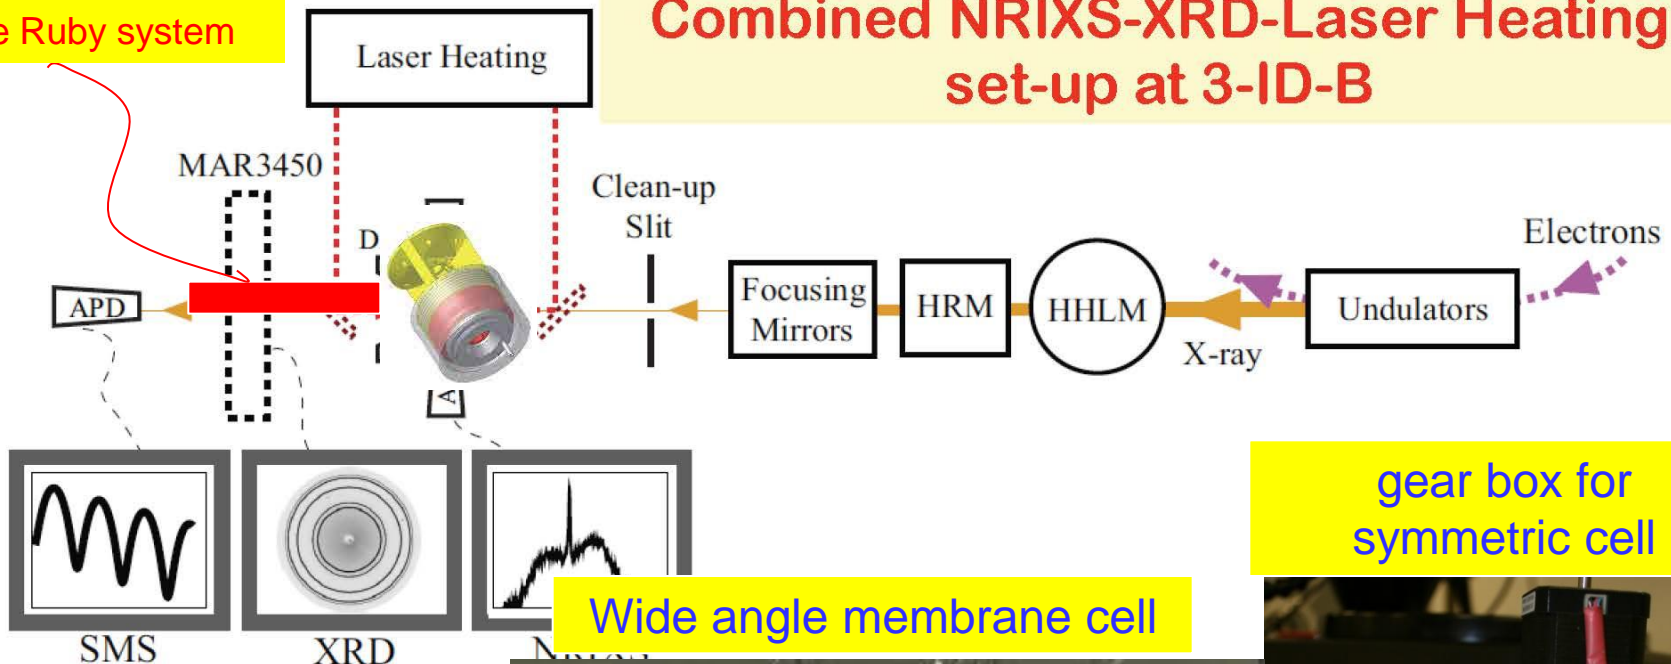 Ruby system
Combined NRIXS-XRD-Laser Heating
set-up at 3-ID-B
Laser Heating
MAR3450
Clean-up
Slit
D
Electrons
APD
Focusing
Mirrors
HRM
HHLM
Undulators
X-ray
A
gear box for
symmetric cell
Wide angle membrane cell
SMS
XRD